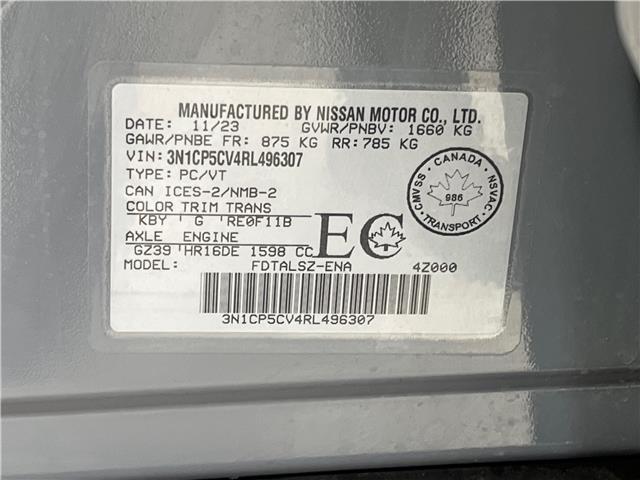 MANUFACTURED BY NISSAN MOTOR CO., LTD.
DATE: 11/23 GVWR/PNBV: 1660 KG
GAWR/PNBE FR: 875 KG RR: 785 KG
VIN: 3N1CP5CV4RL496307
TYPE: PC/VT
CAN ICES-2/NMB-2
COLOR TRIM TRANS
KBY ' G ' RE0F11B
AXLE ENGINE
GZ39 ' HR16DE 1598 CC
EC
MODEL: FDTALSZ-ENA 4Z000
3N1CP5CV4RL496307
CMVSS · CANADA · NSVAC
986
· TRANSPORT ·